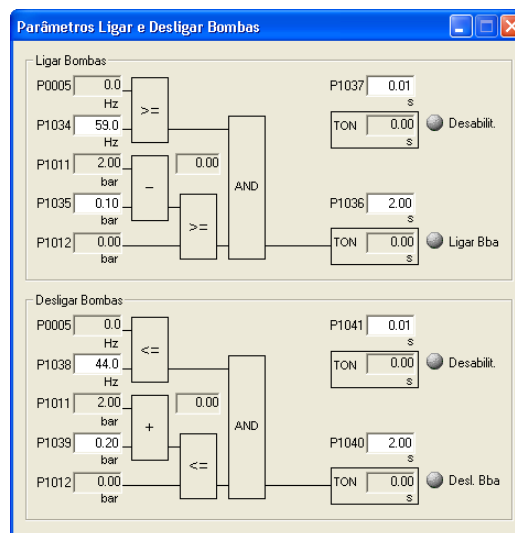 Parâmetros Ligar e Desligar Bombas
Ligar Bombas
P0005 0.0 Hz
>=
P1037 0.01 s
P1034 59.0 Hz
TON 0.00 s Desabilit.
P1011 2.00 bar
−
0.00
AND
P1035 0.10 bar
>=
P1036 2.00 s
P1012 0.00 bar
TON 0.00 s Ligar Bba
Desligar Bombas
P0005 0.0 Hz
<=
P1041 0.01 s
P1038 44.0 Hz
TON 0.00 s Desabilit.
P1011 2.00 bar
+
0.00
AND
P1039 0.20 bar
<=
P1040 2.00 s
P1012 0.00 bar
TON 0.00 s Desl. Bba